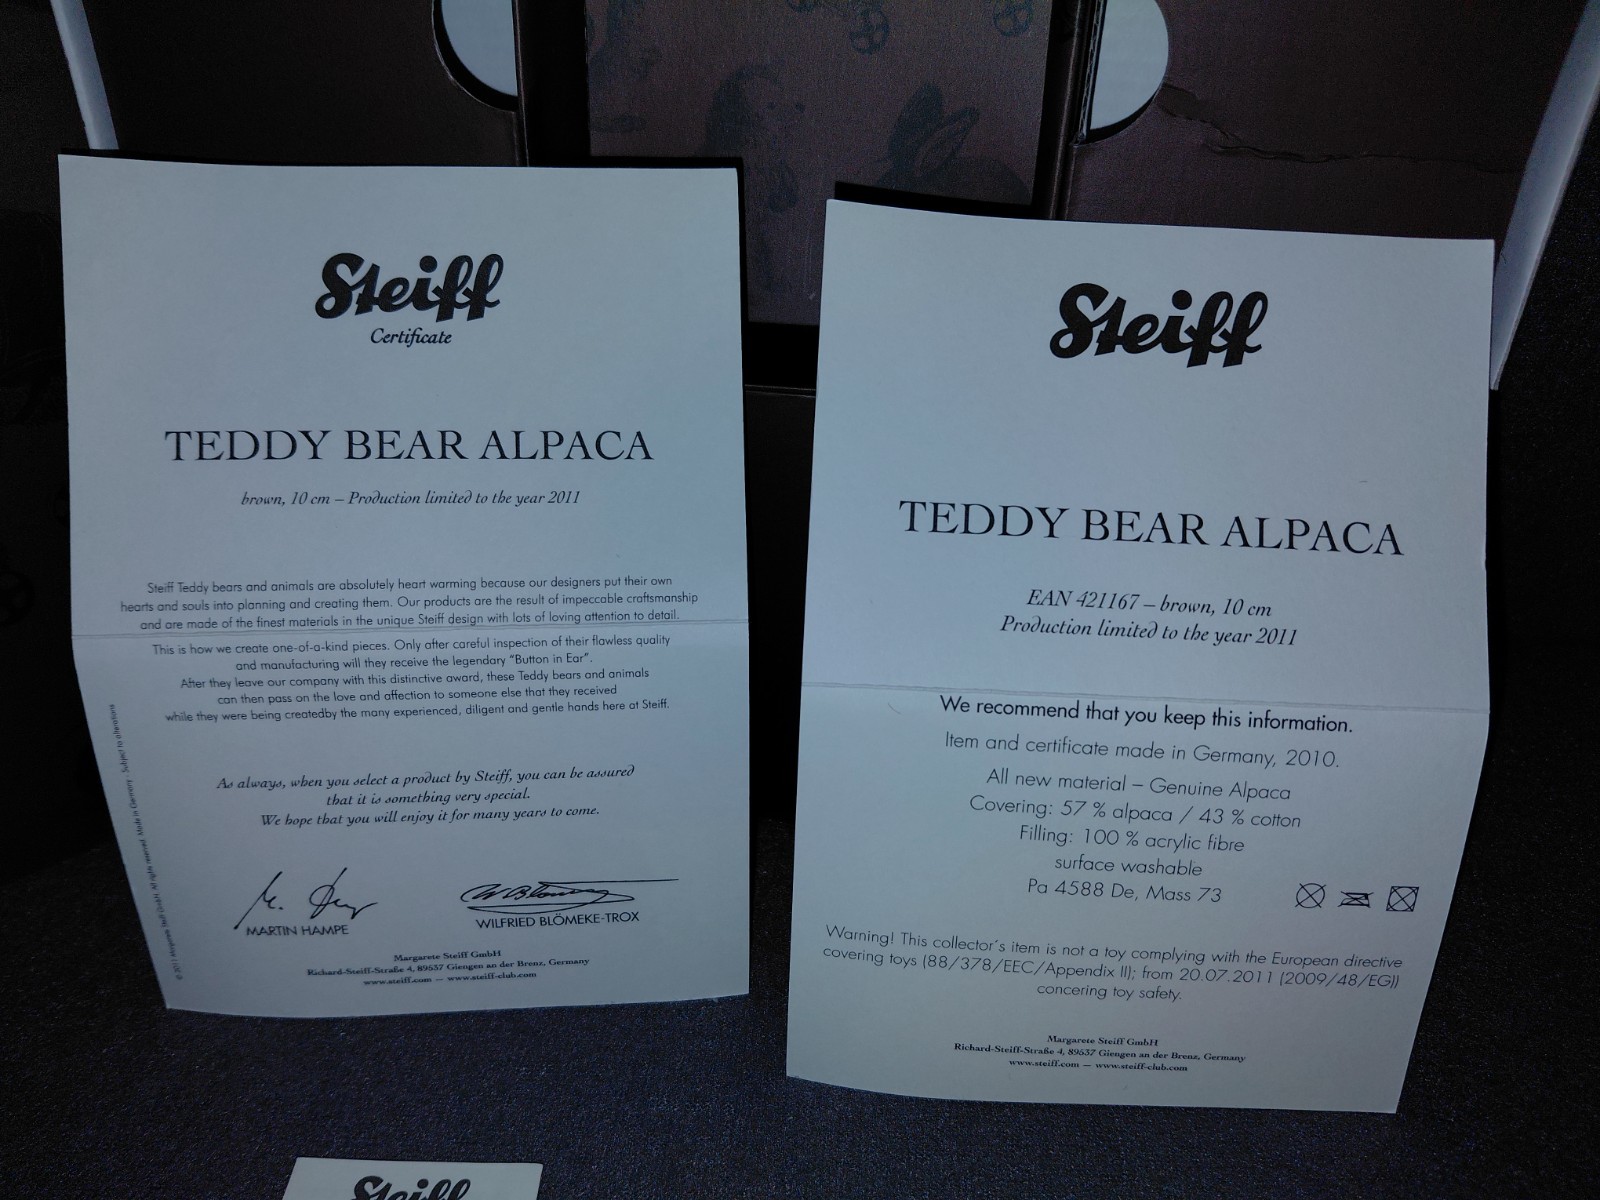 Steiff
Certificate
TEDDY BEAR ALPACA
brown, 10 cm – Production limited to the year 2011
Steiff Teddy bears and animals are absolutely heart warming because our designers put their own
hearts and souls into planning and creating them. Our products are the result of impeccable craftsmanship
and are made of the finest materials in the unique Steiff design with lots of loving attention to detail.
This is how we create one-of-a-kind pieces. Only after careful inspection of their flawless quality
and manufacturing will they receive the legendary "Button in Ear".
After they leave our company with this distinctive award, these Teddy bears and animals
can then pass on the love and affection to someone else that they received
while they were being createdby the many experienced, diligent and gentle hands here at Steiff.
As always, when you select a product by Steiff, you can be assured
that it is something very special.
We hope that you will enjoy it for many years to come.
MARTIN HAMPE
WILFRIED BLÖMEKE-TROX
Margarete Steiff GmbH
Richard-Steiff-Straße 4, 89537 Giengen an der Brenz, Germany
www.steiff.com — www.steiff-club.com
© 2011 Margarete Steiff GmbH. All rights reserved. Made in Germany - Subject to alterations
Steiff
TEDDY BEAR ALPACA
EAN 421167 – brown, 10 cm
Production limited to the year 2011
We recommend that you keep this information.
Item and certificate made in Germany, 2010.
All new material – Genuine Alpaca
Covering: 57 % alpaca / 43 % cotton
Filling: 100 % acrylic fibre
surface washable
Pa 4588 De, Mass 73
Warning! This collector's item is not a toy complying with the European directive
covering toys (88/378/EEC/Appendix II); from 20.07.2011 (2009/48/EG))
concering toy safety.
Margarete Steiff GmbH
Richard-Steiff-Straße 4, 89537 Giengen an der Brenz, Germany
www.steiff.com — www.steiff-club.com
Steiff